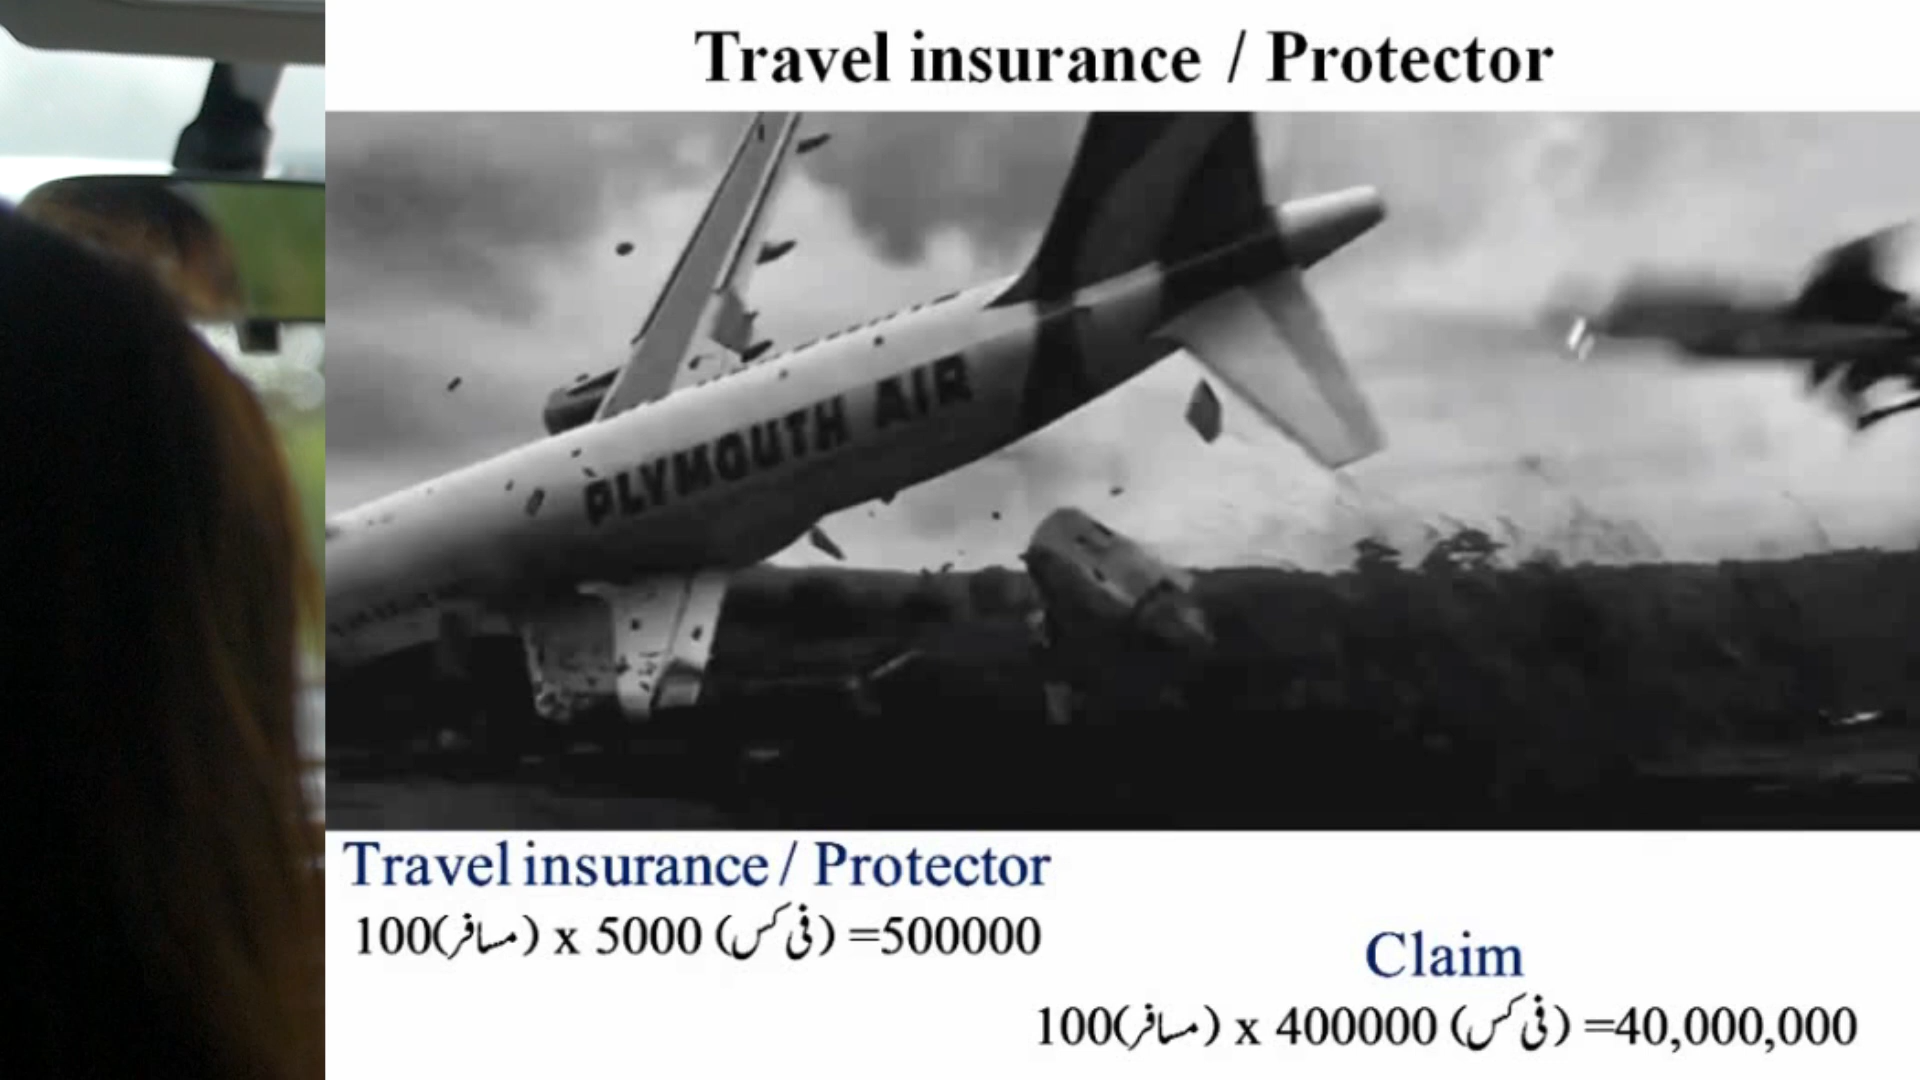 Travel insurance / Protector
PLYMOUTH AIR
Travel insurance / Protector
100(مسافر) x 5000 (فی کس) =500000
Claim
100(مسافر) x 400000 (فی کس) =40,000,000